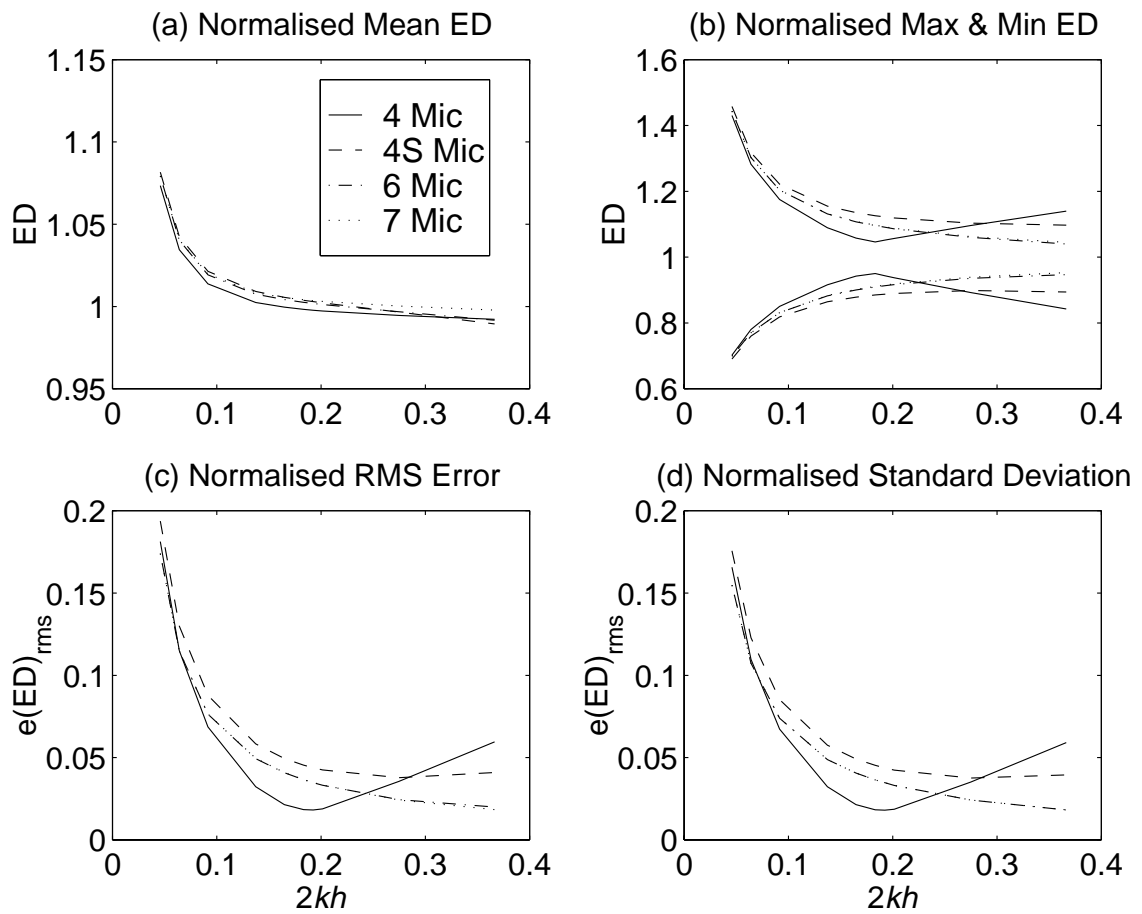 (a) Normalised Mean ED
1.15
1.1
1.05
1
0.95
ED
0 0.1 0.2 0.3 0.4
4 Mic
4S Mic
6 Mic
7 Mic
(b) Normalised Max & Min ED
1.6
1.4
1.2
1
0.8
0.6
ED
0 0.1 0.2 0.3 0.4
(c) Normalised RMS Error
0.2
0.15
0.1
0.05
0
e(ED)rms
0 0.1 0.2 0.3 0.4
2kh
(d) Normalised Standard Deviation
0.2
0.15
0.1
0.05
0
e(ED)rms
0 0.1 0.2 0.3 0.4
2kh